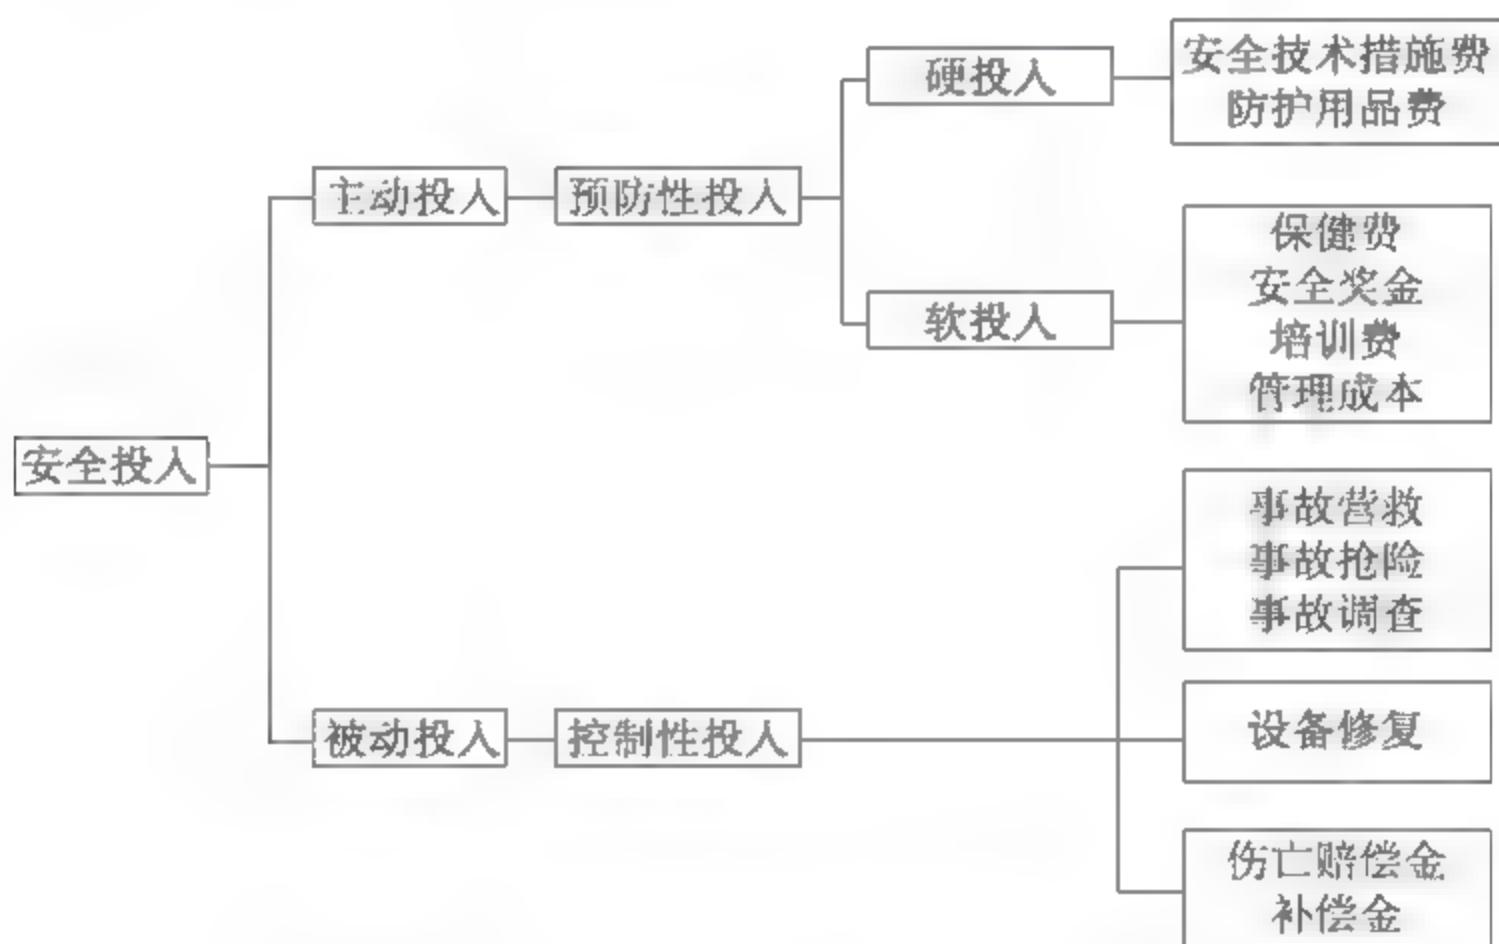 安全投入
主动投入
预防性投入
硬投入
安全技术措施费
防护用品费
软投入
保健费
安全奖金
培训费
管理成本
被动投入
控制性投入
事故营救
事故抢险
事故调查
设备修复
伤亡赔偿金
补偿金